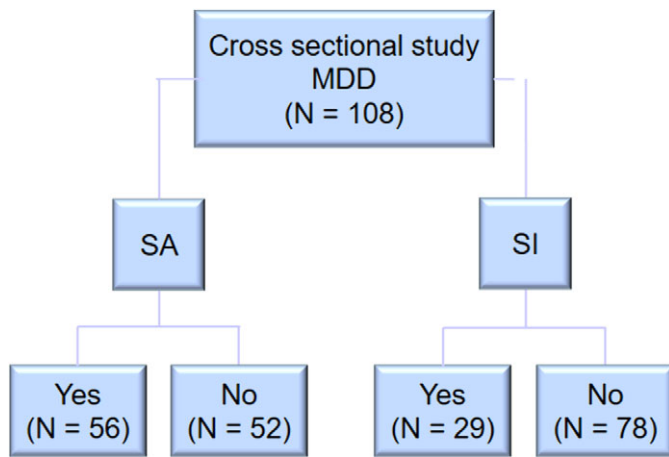 Cross sectional study
MDD
(N = 108)
SA
SI
Yes
(N = 56)
No
(N = 52)
Yes
(N = 29)
No
(N = 78)